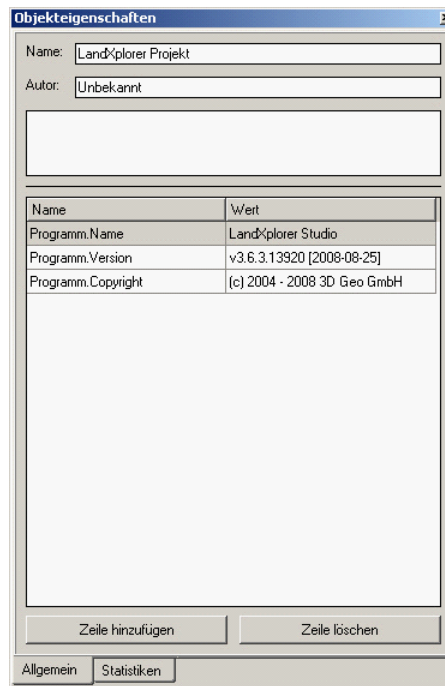 Objekteigenschaften
Name: LandXplorer Projekt
Autor: Unbekannt
Name Wert
Programm.Name LandXplorer Studio
Programm.Version v3.6.3.13920 [2008-08-25]
Programm.Copyright (c) 2004 - 2008 3D Geo GmbH
Zeile hinzufügen Zeile löschen
Allgemein Statistiken